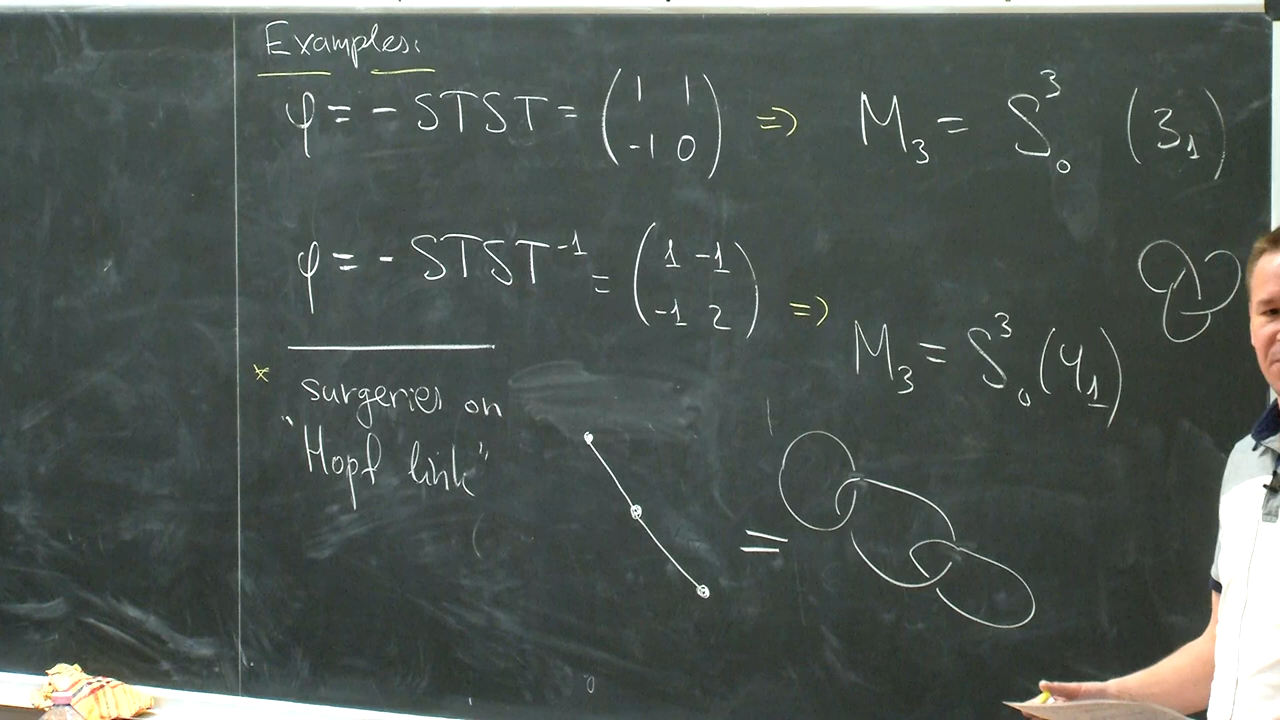 Examples:
φ = - STST = ( 1 1 -1 0 ) => M₃ = S³₀ (3₁)
φ = - STST⁻¹ = ( 1 -1 -1 2 ) => M₃ = S³₀ (4₁)
* surgeries on
"Hopf link"
=